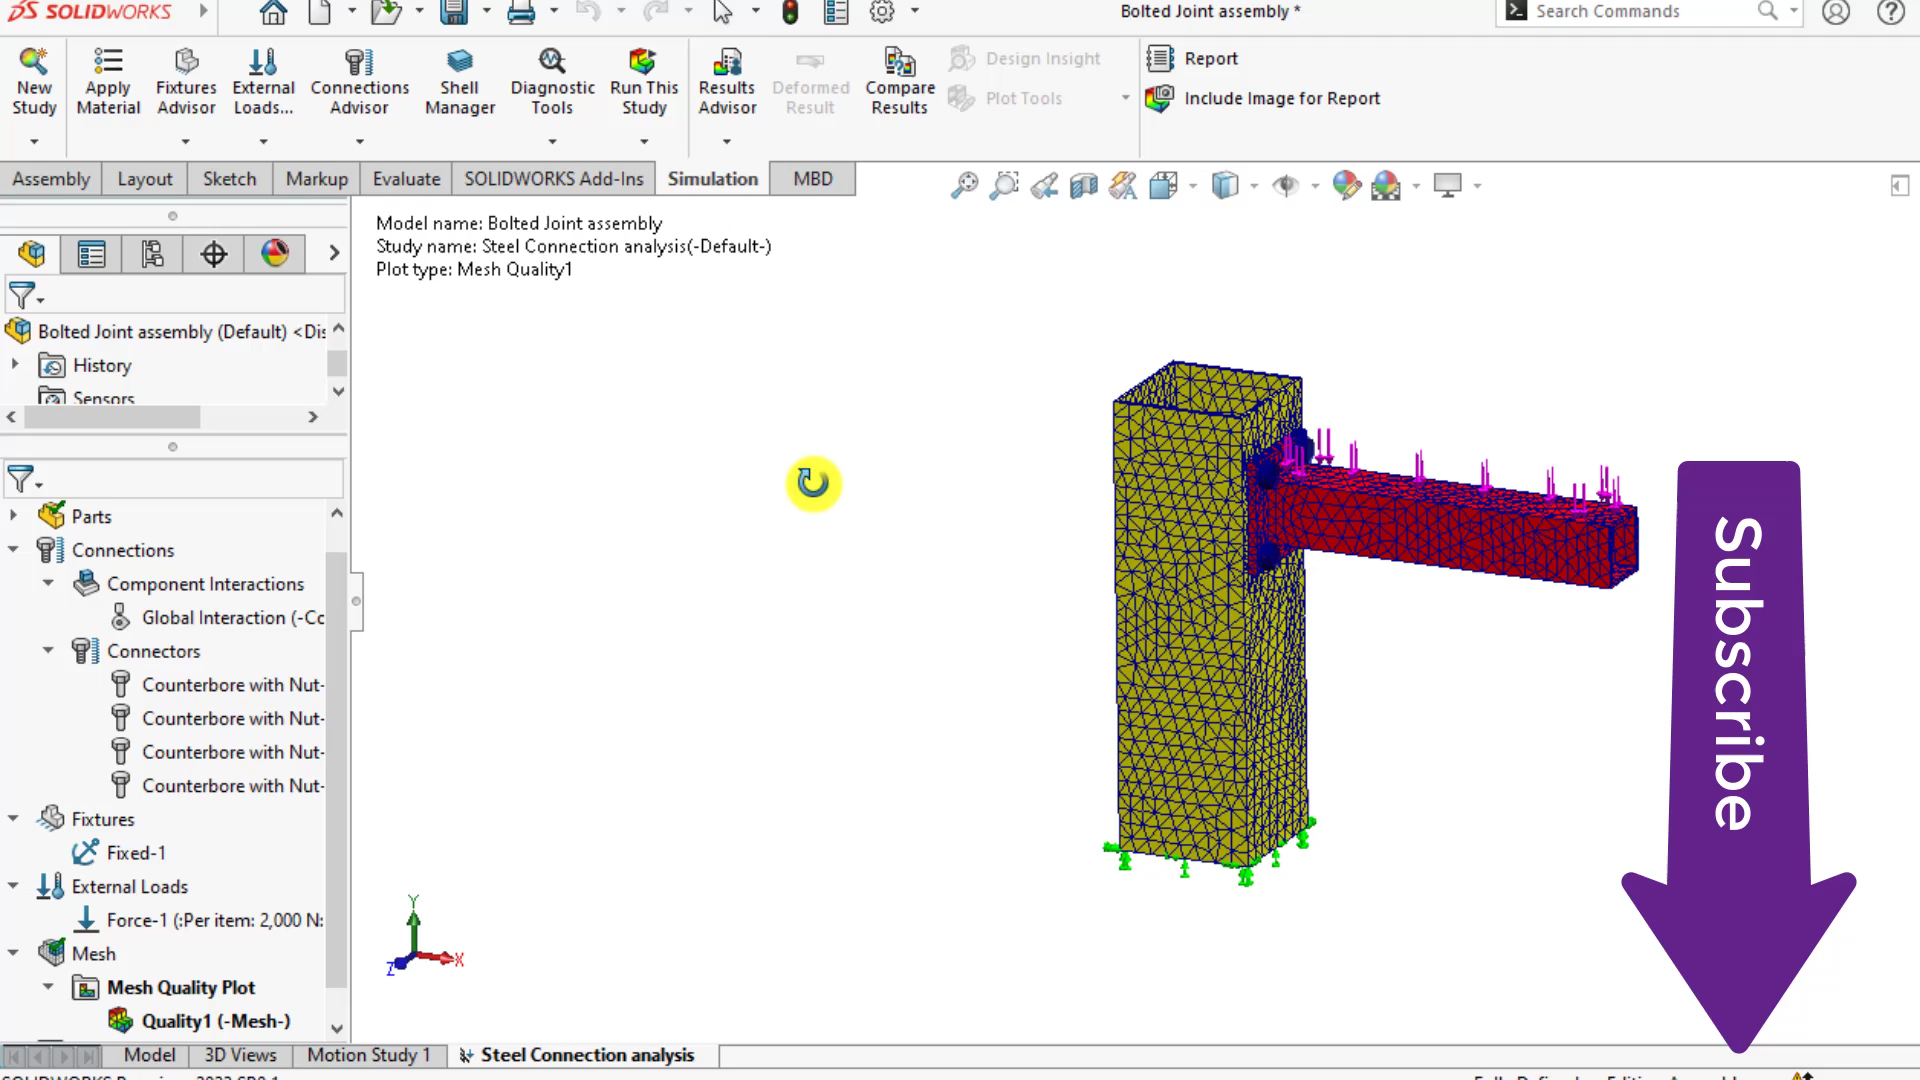 SOLIDWORKS
Bolted Joint assembly *
Search Commands
New Study
Apply Material
Fixtures Advisor
External Loads...
Connections Advisor
Shell Manager
Diagnostic Tools
Run This Study
Results Advisor
Deformed Result
Compare Results
Design Insight
Plot Tools
Report
Include Image for Report
Assembly
Layout
Sketch
Markup
Evaluate
SOLIDWORKS Add-Ins
Simulation
MBD
Model name: Bolted Joint assembly
Study name: Steel Connection analysis(-Default-)
Plot type: Mesh Quality1
Bolted Joint assembly (Default) <Dis
History
Sensors
Parts
Connections
Component Interactions
Global Interaction (-Cc
Connectors
Counterbore with Nut-
Counterbore with Nut-
Counterbore with Nut-
Counterbore with Nut-
Fixtures
Fixed-1
External Loads
Force-1 (:Per item: 2,000 N:
Mesh
Mesh Quality Plot
Quality1 (-Mesh-)
Y
X
Z
Subscribe
Model
3D Views
Motion Study 1
Steel Connection analysis